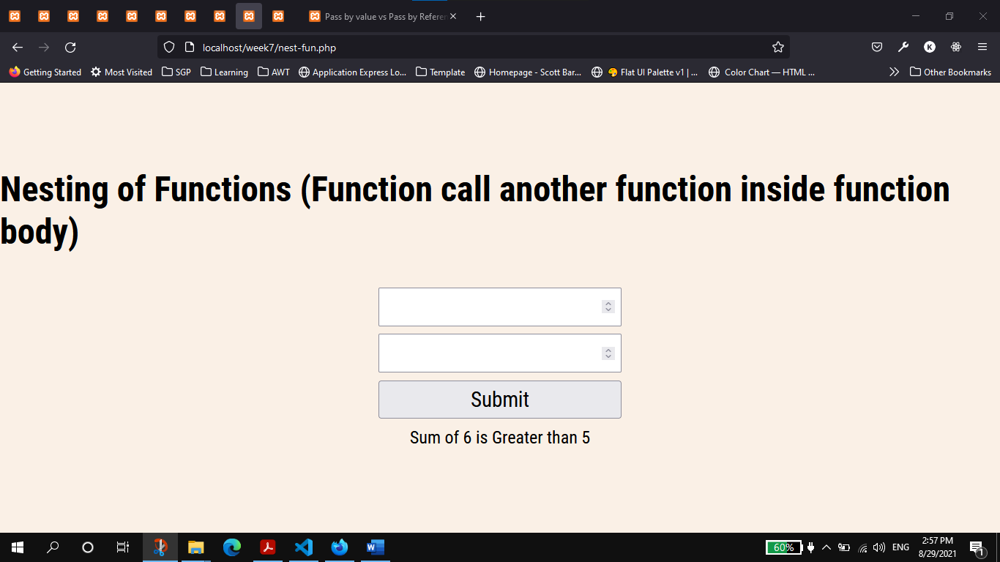 Pass by value vs Pass by Refere
localhost/week7/nest-fun.php
K
Getting Started Most Visited SGP Learning AWT Application Express Lo... Template Homepage - Scott Bar... Flat UI Palette v1 | ... Color Chart — HTML ... Other Bookmarks
Nesting of Functions (Function call another function inside function
body)
Submit
Sum of 6 is Greater than 5
60% ENG
2:57 PM
8/29/2021
1